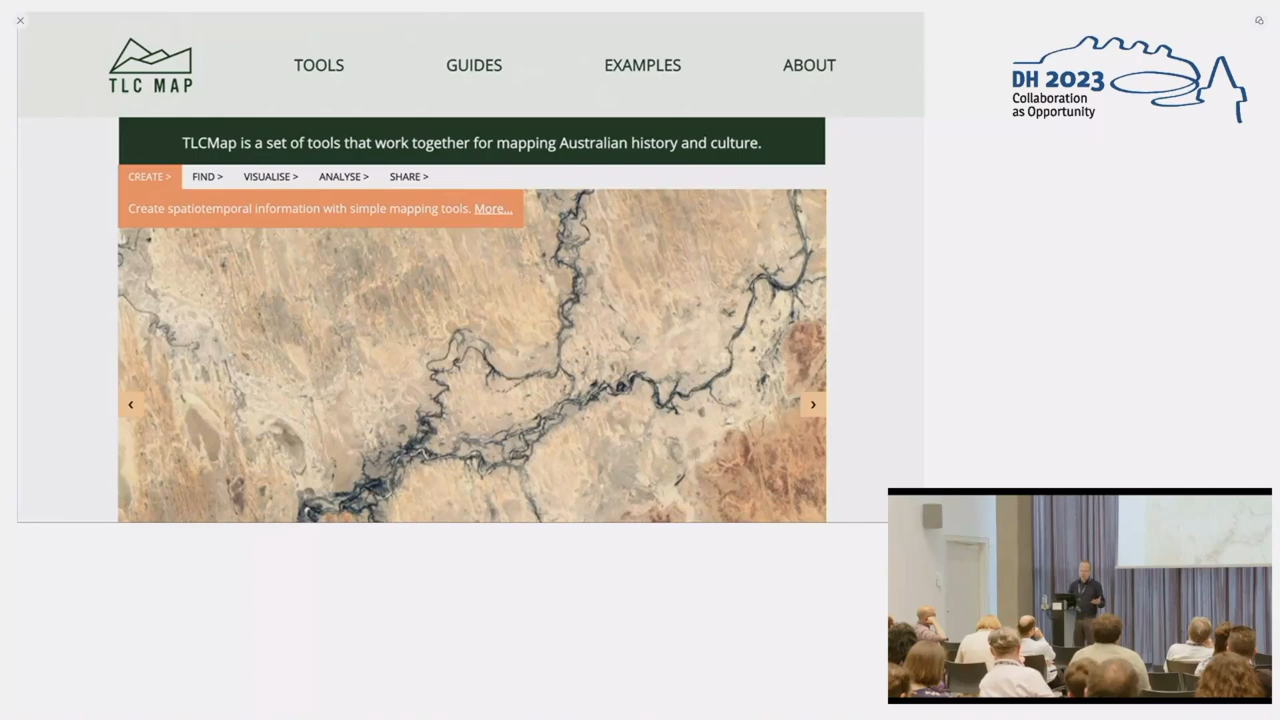 TLC MAP
TOOLS
GUIDES
EXAMPLES
ABOUT
TLCMap is a set of tools that work together for mapping Australian history and culture.
CREATE >
FIND >
VISUALISE >
ANALYSE >
SHARE >
Create spatiotemporal information with simple mapping tools. More...
DH 2023
Collaboration
as Opportunity